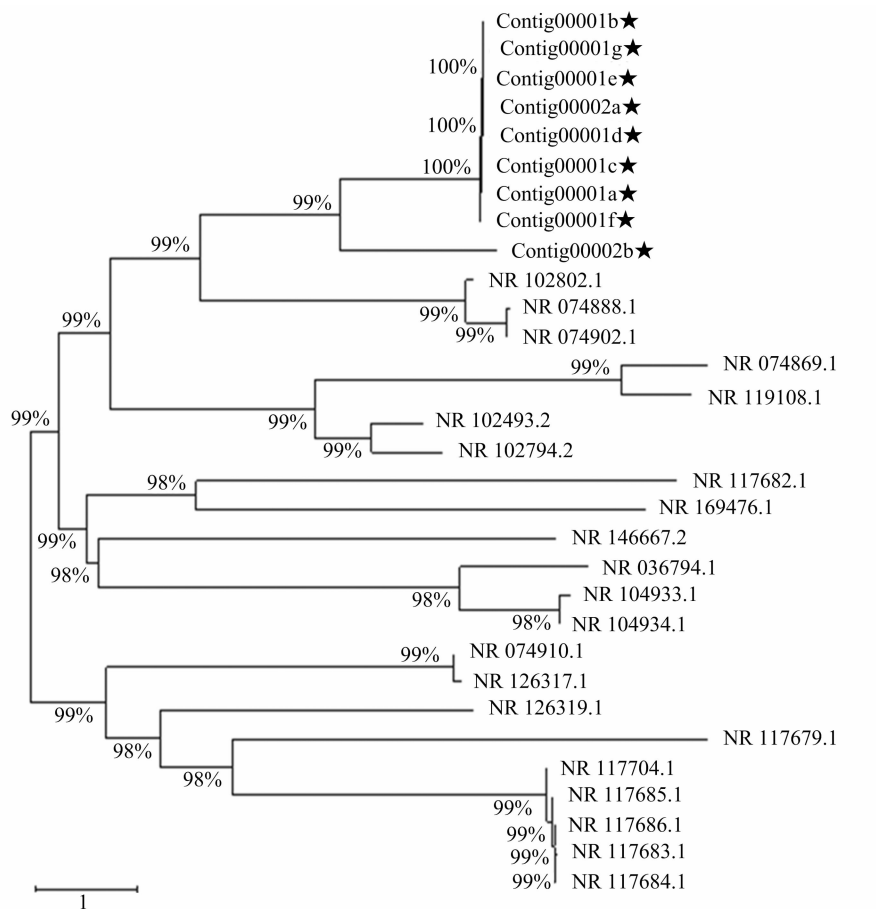 Contig00001b★
Contig00001g★
100%
Contig00001e★
Contig00002a★
100%
Contig00001d★
100%
Contig00001c★
Contig00001a★
99%
Contig00001f★
99%
Contig00002b★
NR 102802.1
99%
NR 074888.1
99%
99%
NR 074902.1
99%
NR 074869.1
NR 119108.1
99%
99%
NR 102493.2
99%
NR 102794.2
98%
NR 117682.1
NR 169476.1
99%
NR 146667.2
98%
NR 036794.1
98%
NR 104933.1
98%
NR 104934.1
99%
NR 074910.1
NR 126317.1
99%
NR 126319.1
98%
NR 117679.1
98%
NR 117704.1
99%
NR 117685.1
99%
NR 117686.1
99%
NR 117683.1
99%
NR 117684.1
1